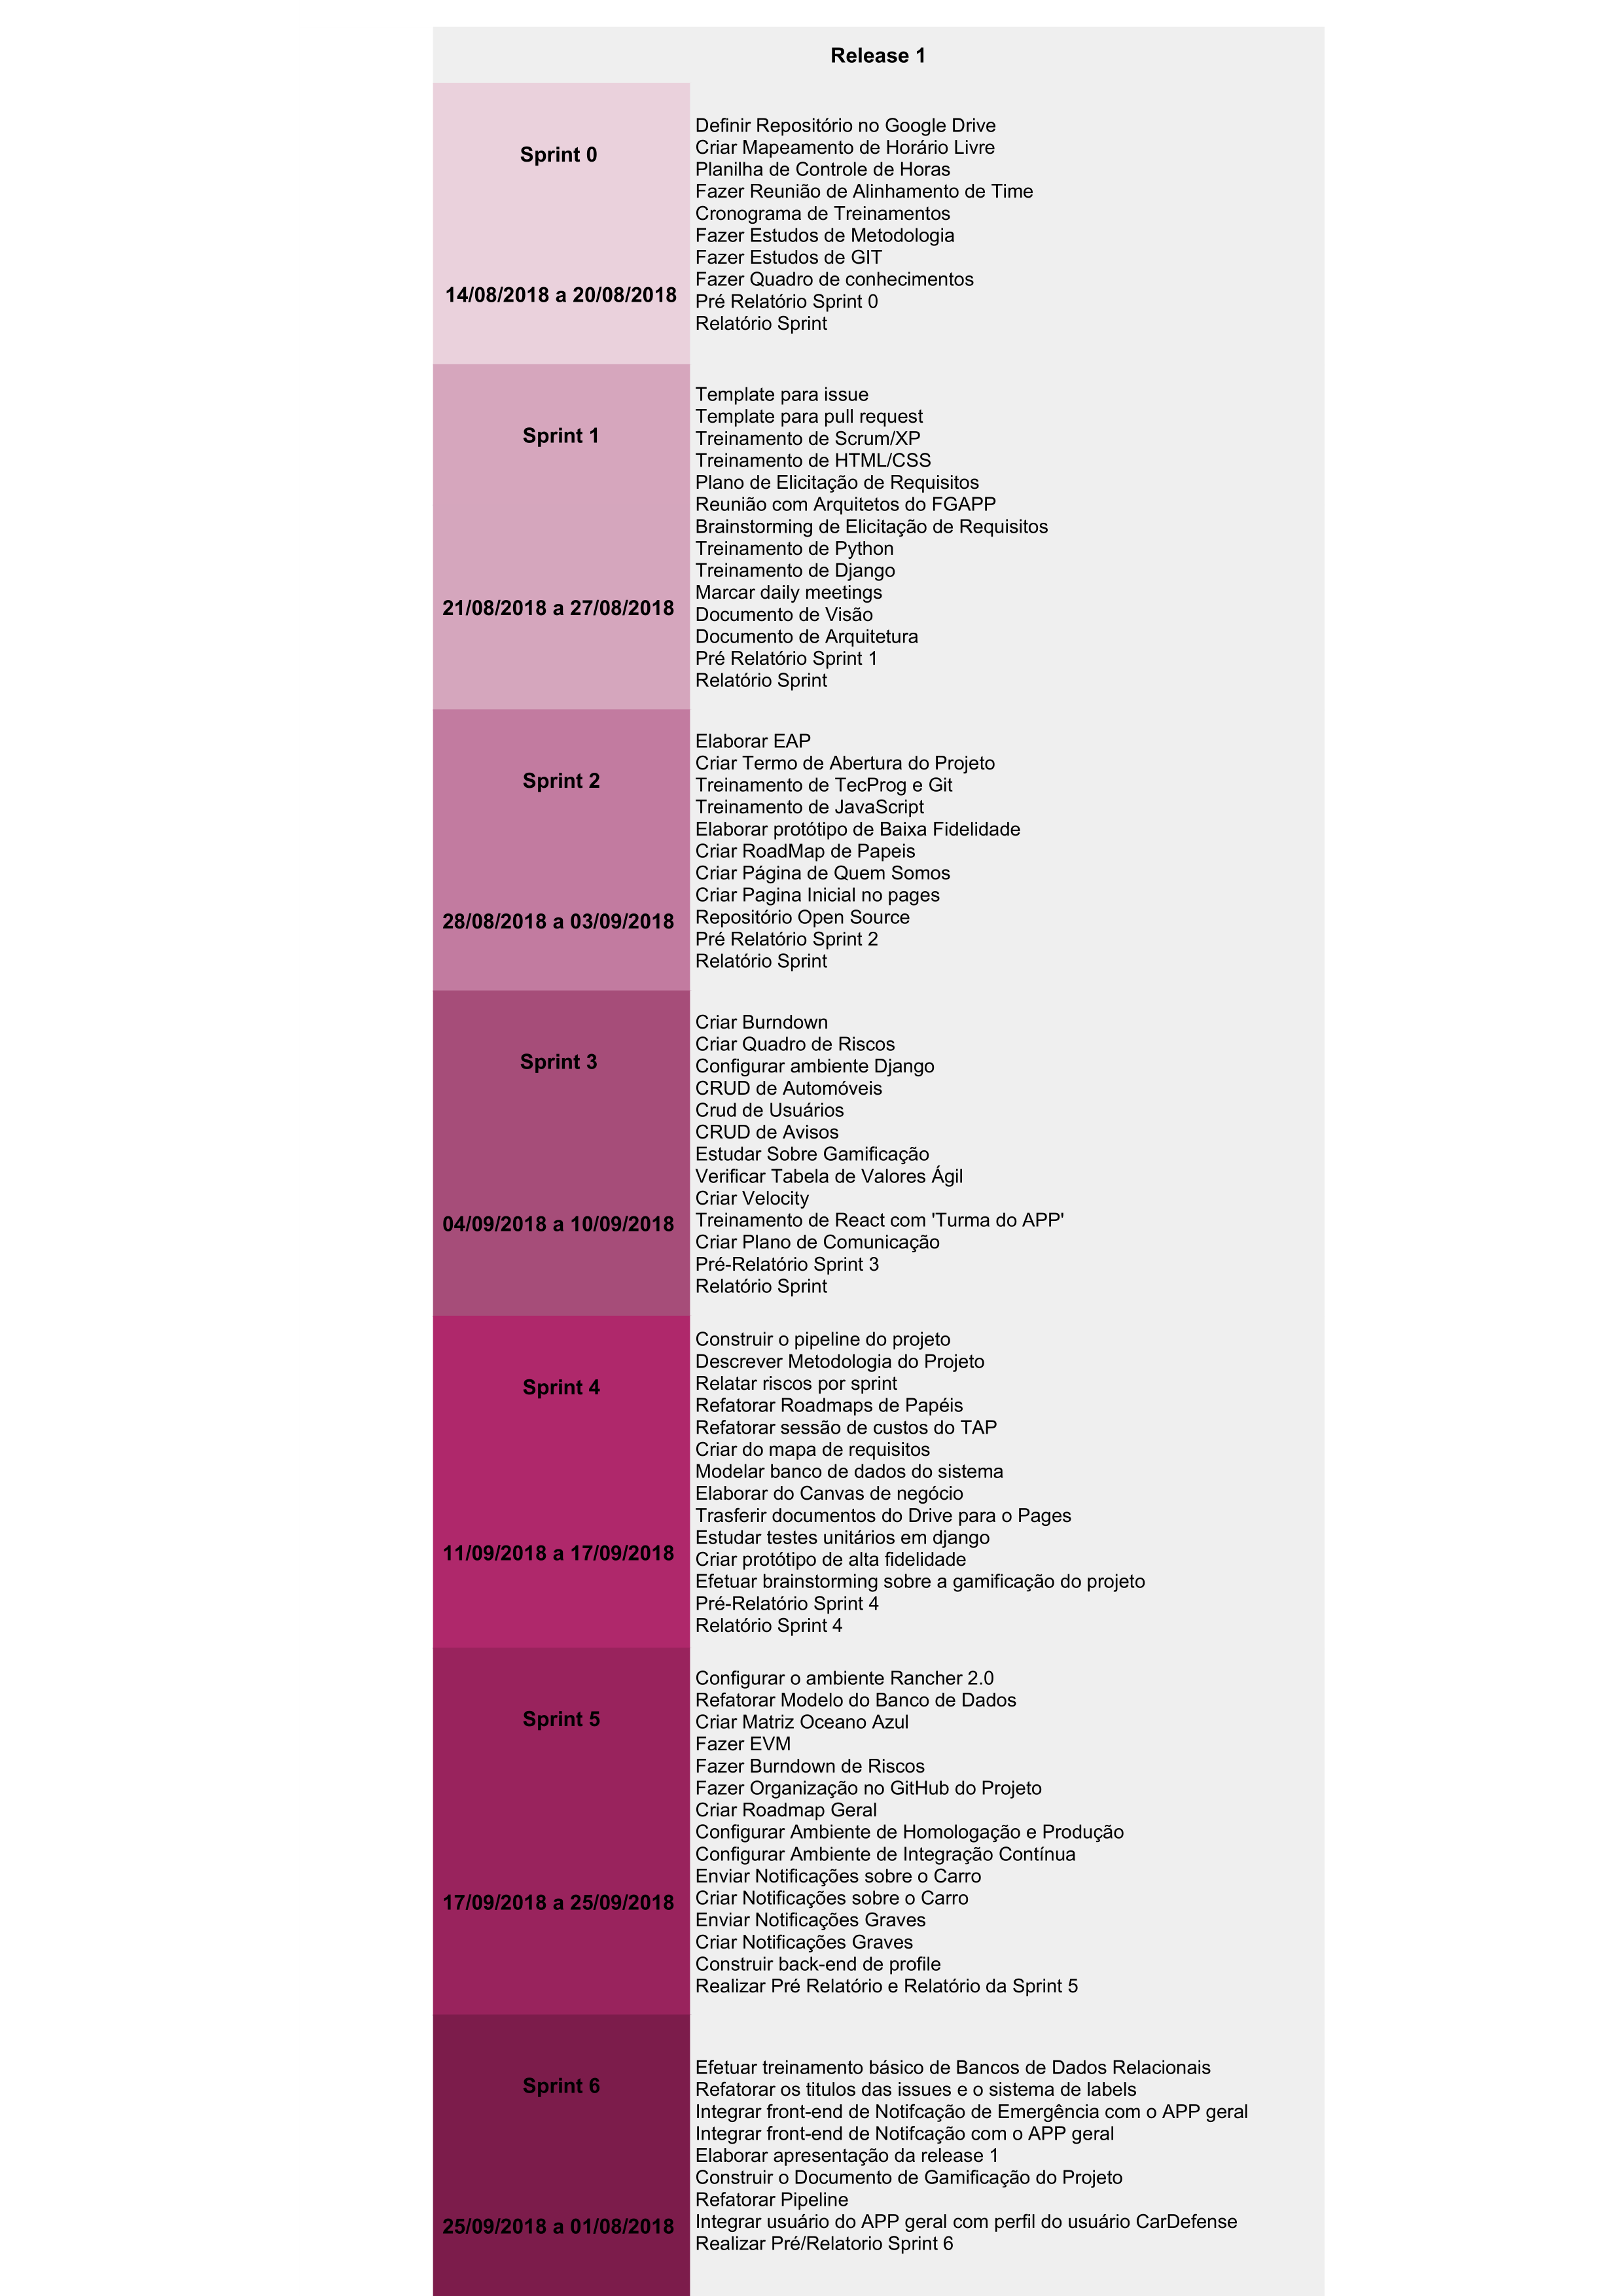 Release 1
Sprint 0
14/08/2018 a 20/08/2018
Definir Repositório no Google Drive
Criar Mapeamento de Horário Livre
Planilha de Controle de Horas
Fazer Reunião de Alinhamento de Time
Cronograma de Treinamentos
Fazer Estudos de Metodologia
Fazer Estudos de GIT
Fazer Quadro de conhecimentos
Pré Relatório Sprint 0
Relatório Sprint
Sprint 1
21/08/2018 a 27/08/2018
Template para issue
Template para pull request
Treinamento de Scrum/XP
Treinamento de HTML/CSS
Plano de Elicitação de Requisitos
Reunião com Arquitetos do FGAPP
Brainstorming de Elicitação de Requisitos
Treinamento de Python
Treinamento de Django
Marcar daily meetings
Documento de Visão
Documento de Arquitetura
Pré Relatório Sprint 1
Relatório Sprint
Sprint 2
28/08/2018 a 03/09/2018
Elaborar EAP
Criar Termo de Abertura do Projeto
Treinamento de TecProg e Git
Treinamento de JavaScript
Elaborar protótipo de Baixa Fidelidade
Criar RoadMap de Papeis
Criar Página de Quem Somos
Criar Pagina Inicial no pages
Repositório Open Source
Pré Relatório Sprint 2
Relatório Sprint
Sprint 3
04/09/2018 a 10/09/2018
Criar Burndown
Criar Quadro de Riscos
Configurar ambiente Django
CRUD de Automóveis
Crud de Usuários
CRUD de Avisos
Estudar Sobre Gamificação
Verificar Tabela de Valores Ágil
Criar Velocity
Treinamento de React com 'Turma do APP'
Criar Plano de Comunicação
Pré-Relatório Sprint 3
Relatório Sprint
Sprint 4
11/09/2018 a 17/09/2018
Construir o pipeline do projeto
Descrever Metodologia do Projeto
Relatar riscos por sprint
Refatorar Roadmaps de Papéis
Refatorar sessão de custos do TAP
Criar do mapa de requisitos
Modelar banco de dados do sistema
Elaborar do Canvas de negócio
Trasferir documentos do Drive para o Pages
Estudar testes unitários em django
Criar protótipo de alta fidelidade
Efetuar brainstorming sobre a gamificação do projeto
Pré-Relatório Sprint 4
Relatório Sprint 4
Sprint 5
17/09/2018 a 25/09/2018
Configurar o ambiente Rancher 2.0
Refatorar Modelo do Banco de Dados
Criar Matriz Oceano Azul
Fazer EVM
Fazer Burndown de Riscos
Fazer Organização no GitHub do Projeto
Criar Roadmap Geral
Configurar Ambiente de Homologação e Produção
Configurar Ambiente de Integração Contínua
Enviar Notificações sobre o Carro
Criar Notificações sobre o Carro
Enviar Notificações Graves
Criar Notificações Graves
Construir back-end de profile
Realizar Pré Relatório e Relatório da Sprint 5
Sprint 6
25/09/2018 a 01/08/2018
Efetuar treinamento básico de Bancos de Dados Relacionais
Refatorar os titulos das issues e o sistema de labels
Integrar front-end de Notifcação de Emergência com o APP geral
Integrar front-end de Notifcação com o APP geral
Elaborar apresentação da release 1
Construir o Documento de Gamificação do Projeto
Refatorar Pipeline
Integrar usuário do APP geral com perfil do usuário CarDefense
Realizar Pré/Relatorio Sprint 6